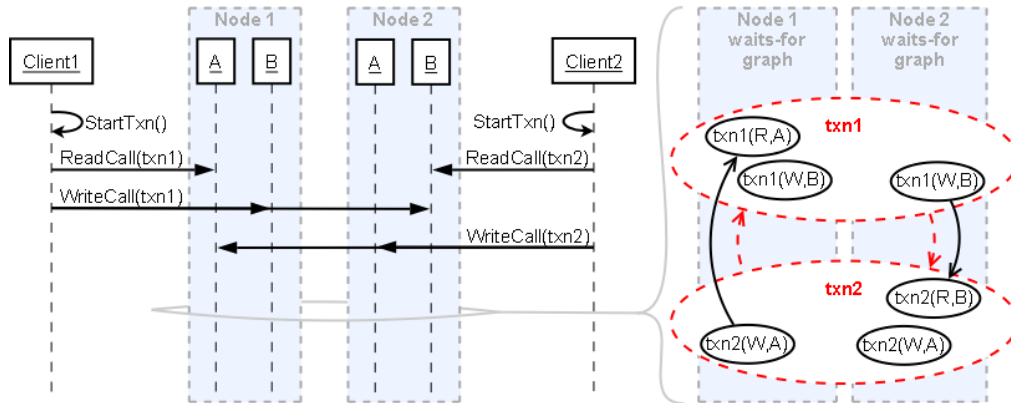 Node 1
Node 2
Node 1
waits-for
graph
Node 2
waits-for
graph
Client1
A
B
A
B
Client2
StartTxn()
StartTxn()
ReadCall(txn1)
ReadCall(txn2)
WriteCall(txn1)
WriteCall(txn2)
txn1
txn1(R,A)
txn1(W,B)
txn1(W,B)
txn2
txn2(R,B)
txn2(W,A)
txn2(W,A)